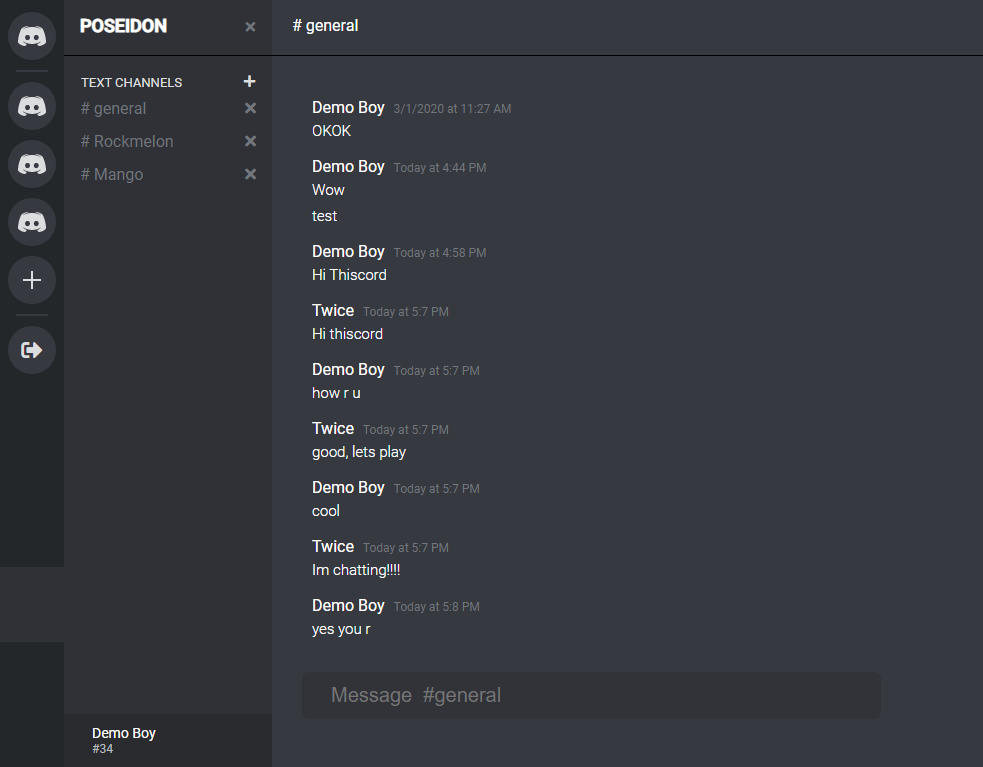 POSEIDON
TEXT CHANNELS
# general
# Rockmelon
# Mango
Demo Boy
#34
# general
Demo Boy 3/1/2020 at 11:27 AM
OKOK
Demo Boy Today at 4:44 PM
Wow
test
Demo Boy Today at 4:58 PM
Hi Thiscord
Twice Today at 5:7 PM
Hi thiscord
Demo Boy Today at 5:7 PM
how r u
Twice Today at 5:7 PM
good, lets play
Demo Boy Today at 5:7 PM
cool
Twice Today at 5:7 PM
Im chatting!!!!
Demo Boy Today at 5:8 PM
yes you r
Message #general